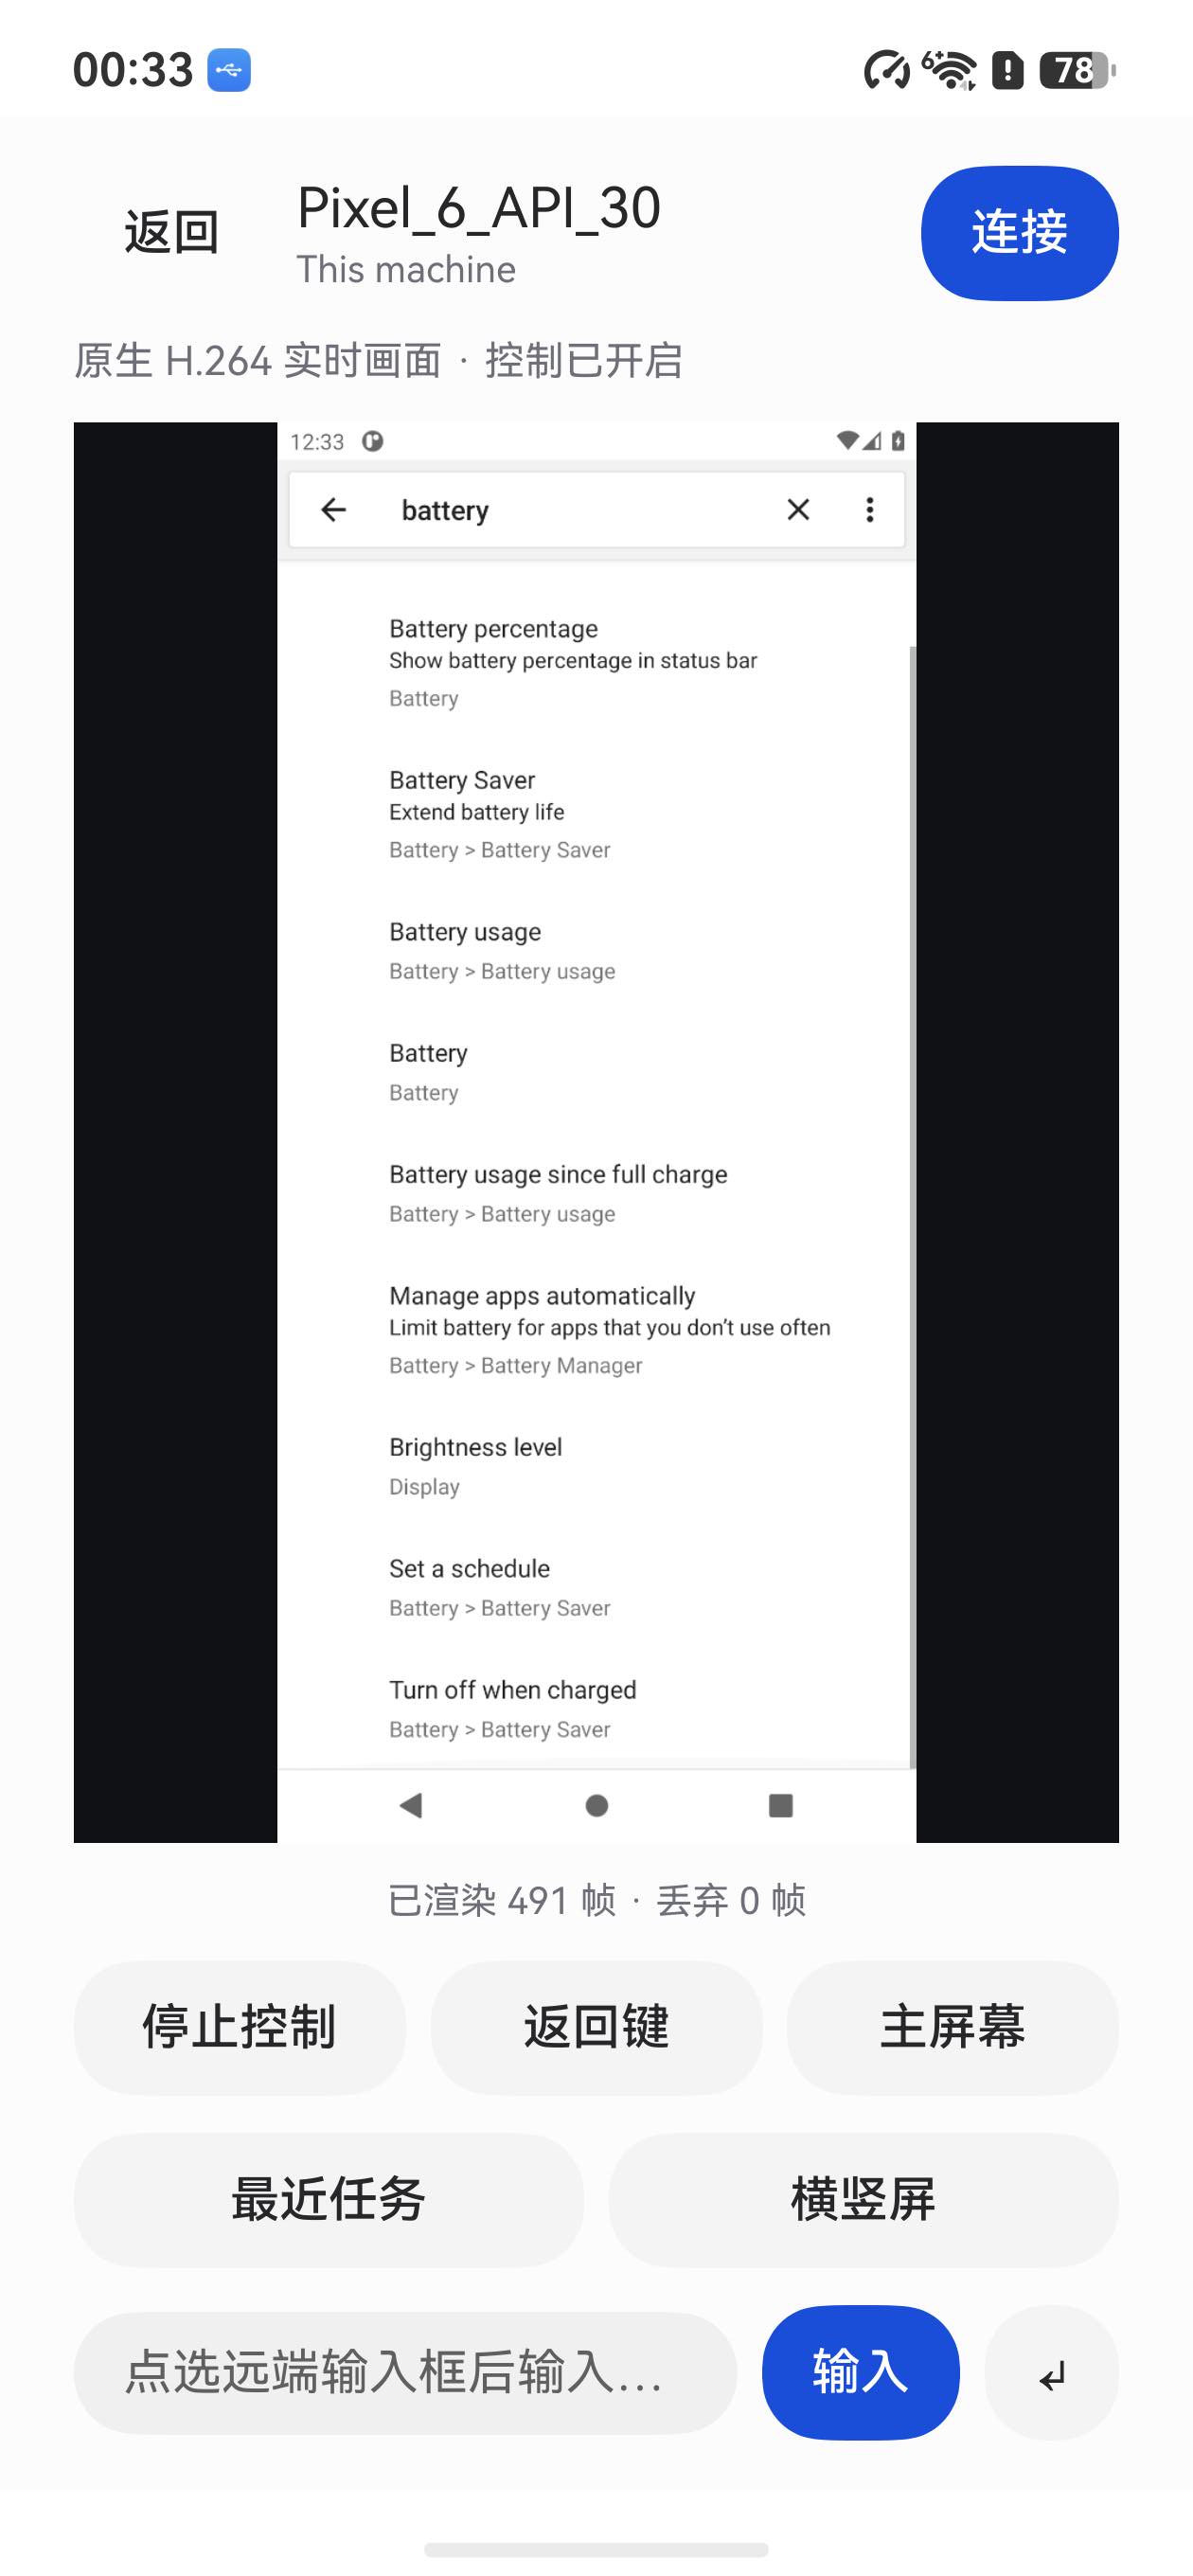 00:33
6+ 78
返回
Pixel_6_API_30
This machine
连接
原生 H.264 实时画面 · 控制已开启
12:33
battery
Battery percentage
Show battery percentage in status bar
Battery
Battery Saver
Extend battery life
Battery > Battery Saver
Battery usage
Battery > Battery usage
Battery
Battery
Battery usage since full charge
Battery > Battery usage
Manage apps automatically
Limit battery for apps that you don’t use often
Battery > Battery Manager
Brightness level
Display
Set a schedule
Battery > Battery Saver
Turn off when charged
Battery > Battery Saver
已渲染 491 帧 · 丢弃 0 帧
停止控制 返回键 主屏幕
最近任务 横竖屏
点选远端输入框后输入... 输入